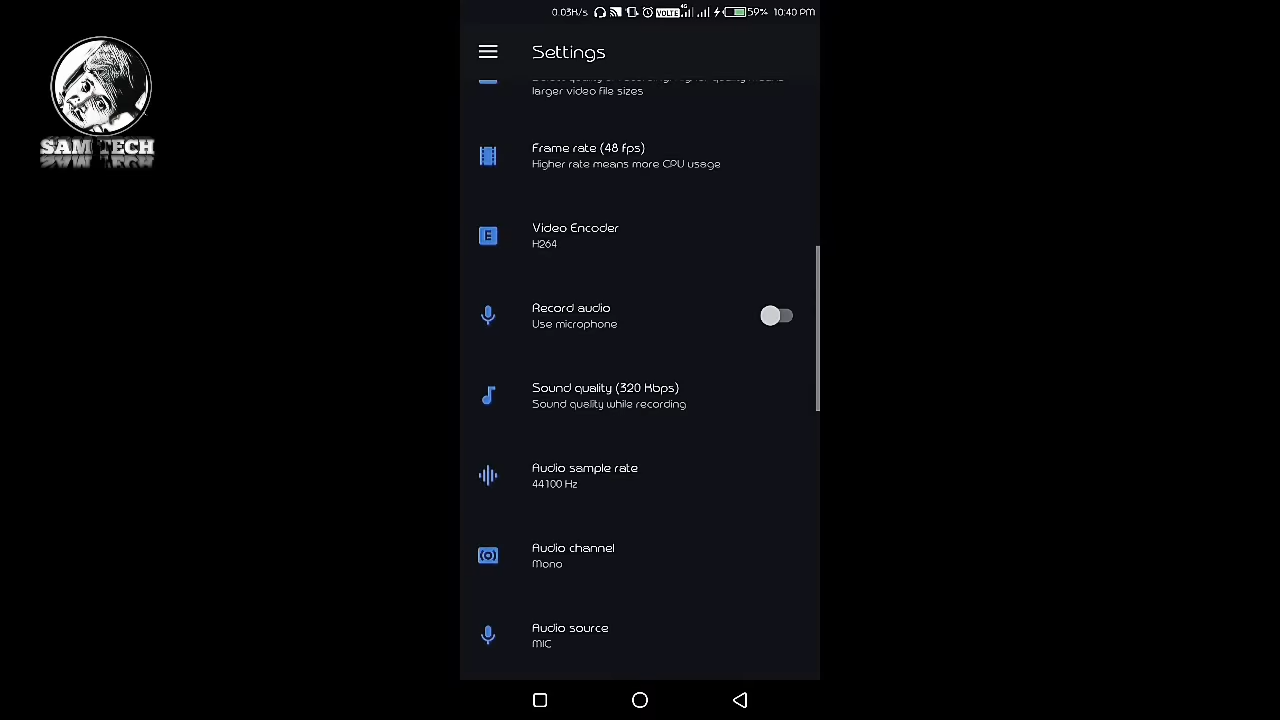 0.03K/s VOLTE 4G 59% 10:40 PM
SAM TECH
Settings
larger video file sizes
Frame rate (48 fps)
Higher rate means more CPU usage
Video Encoder
H264
Record audio
Use microphone
Sound quality (320 Kbps)
Sound quality while recording
Audio sample rate
44100 Hz
Audio channel
Mono
Audio source
MIC